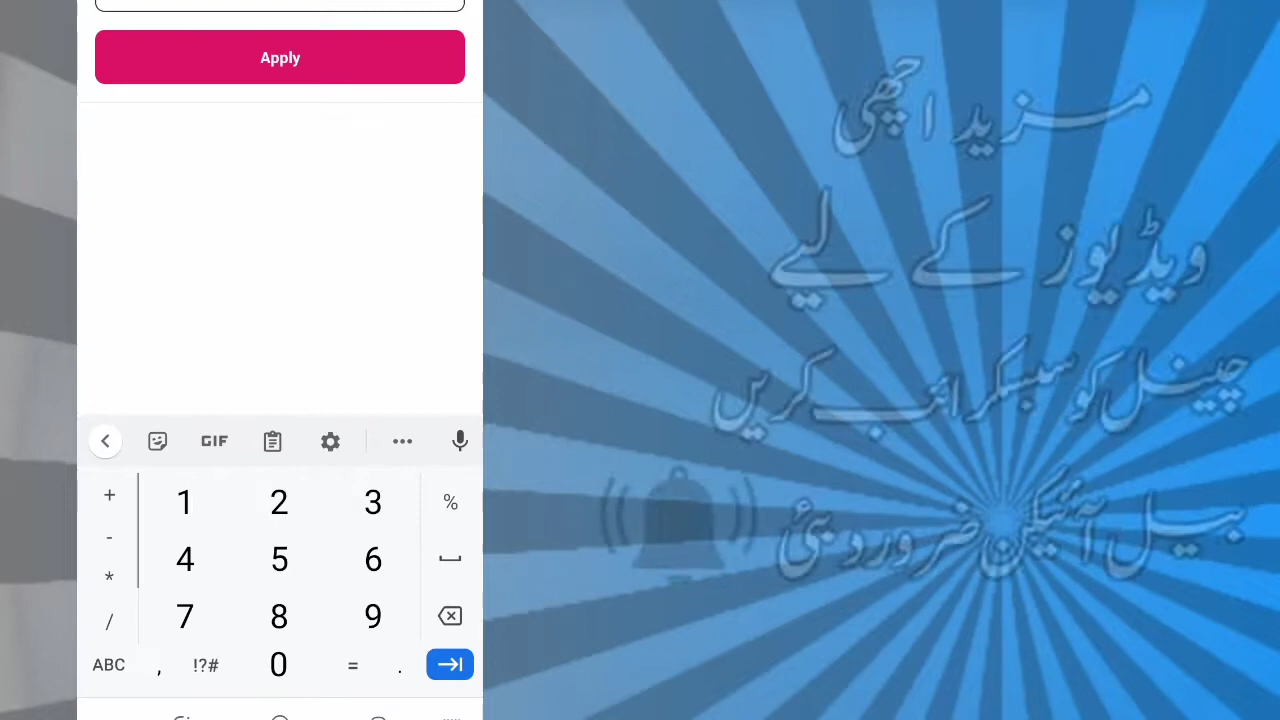 Apply
مزید اچھی
ویڈیوز کے لیے
چینل کو سبسکرائب کریں
بیل آئیکن ضرور دبئی
GIF
+ 1 2 3 %
- 4 5 6
*
/ 7 8 9
ABC , !?# 0 = .